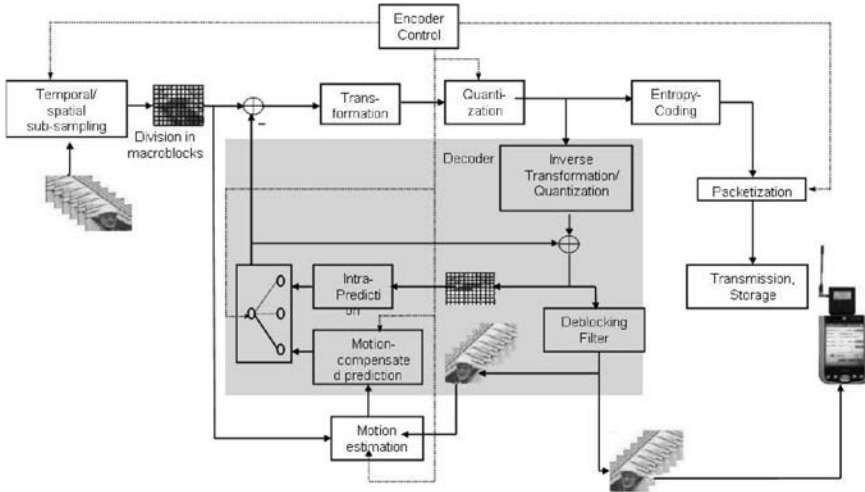 Encoder
Control
Temporal/
spatial
sub-sampling
Division in
macroblocks
Trans-
formation
Quanti-
zation
Entropy-
Coding
Decoder
Inverse
Transformation/
Quantization
Packetization
Transmission,
Storage
Intra-
Predicti
on
Deblocking
Filter
Motion-
compensate
d prediction
Motion
estimation